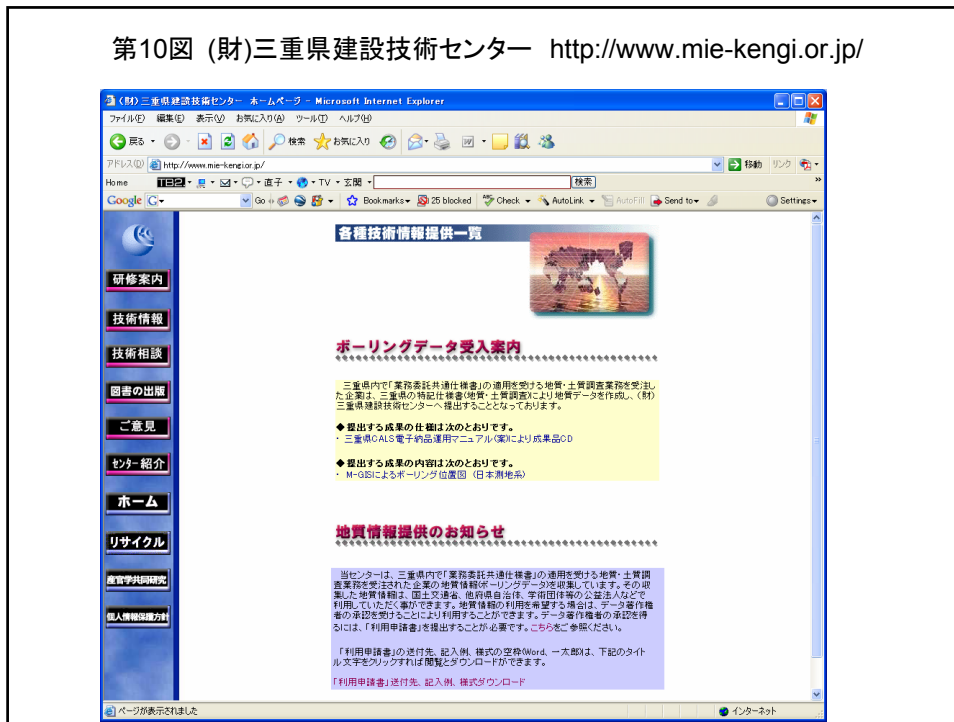 第10図 (財)三重県建設技術センター http://www.mie-kengi.or.jp/
(財)三重県建設技術センター ホームページ - Microsoft Internet Explorer
ファイル(F) 編集(E) 表示(V) お気に入り(A) ツール(T) ヘルプ(H)
戻る 検索 お気に入り
アドレス(D) http://www.mie-kengi.or.jp/ 移動 リンク
Home 直子 TV 玄関 検索
Google Go Bookmarks 25 blocked Check AutoLink AutoFill Send to Settings
研修案内
技術情報
技術相談
図書の出版
ご意見
センター紹介
ホーム
リサイクル
産官学共同研究
個人情報保護方針
各種技術情報提供一覧
ボーリングデータ受入案内
三重県内で「業務委託共通仕様書」の適用を受ける地質・土質調査業務を受注し
た企業は、三重県の特記仕様書(地質・土質調査)により地質データを作成し、(財)
三重県建設技術センターへ提出することとなっております。
◆提出する成果の仕様は次のとおりです。
・ 三重県CALS電子納品運用マニュアル(案)により成果品CD
◆提出する成果の内容は次のとおりです。
・ M-GISによるボーリング位置図 (日本測地系)
地質情報提供のお知らせ
当センターは、三重県内で「業務委託共通仕様書」の適用を受ける地質・土質調
査業務を受注された企業の地質情報(ボーリングデータ)を収集しています。その収
集した地質情報は、国土交通省、他府県自治体、学術団体等の公益法人などで
利用していただく事ができます。地質情報の利用を希望する場合は、データ著作権
者の承認を受けることにより利用することができます。データ著作権者の承認を得
るには、「利用申請書」を提出することが必要です。こちらをご参照ください。
「利用申請書」の送付先、記入例、様式の空枠(Word、一太郎)は、下記のタイト
ル文字をクリックすれば閲覧とダウンロードができます。
「利用申請書」送付先、記入例、様式ダウンロード
ページが表示されました インターネット